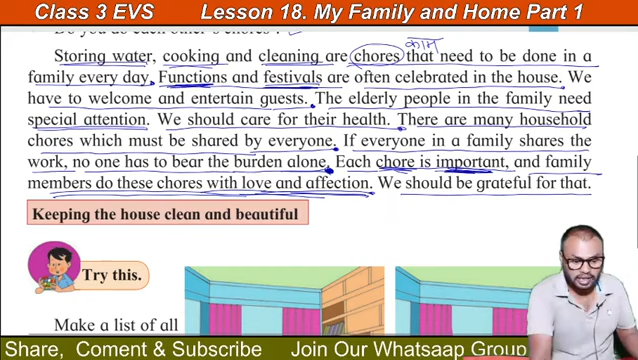 Class 3 EVS Lesson 18. My Family and Home Part 1
Do you do each other's chores ?
काम
Storing water, cooking and cleaning are chores that need to be done in a
family every day. Functions and festivals are often celebrated in the house. We
have to welcome and entertain guests. The elderly people in the family need
special attention. We should care for their health. There are many household
chores which must be shared by everyone. If everyone in a family shares the
work, no one has to bear the burden alone. Each chore is important, and family
members do these chores with love and affection. We should be grateful for that.
Keeping the house clean and beautiful
Try this.
Make a list of all
Share, Coment & Subscribe Join Our Whatsaap Group